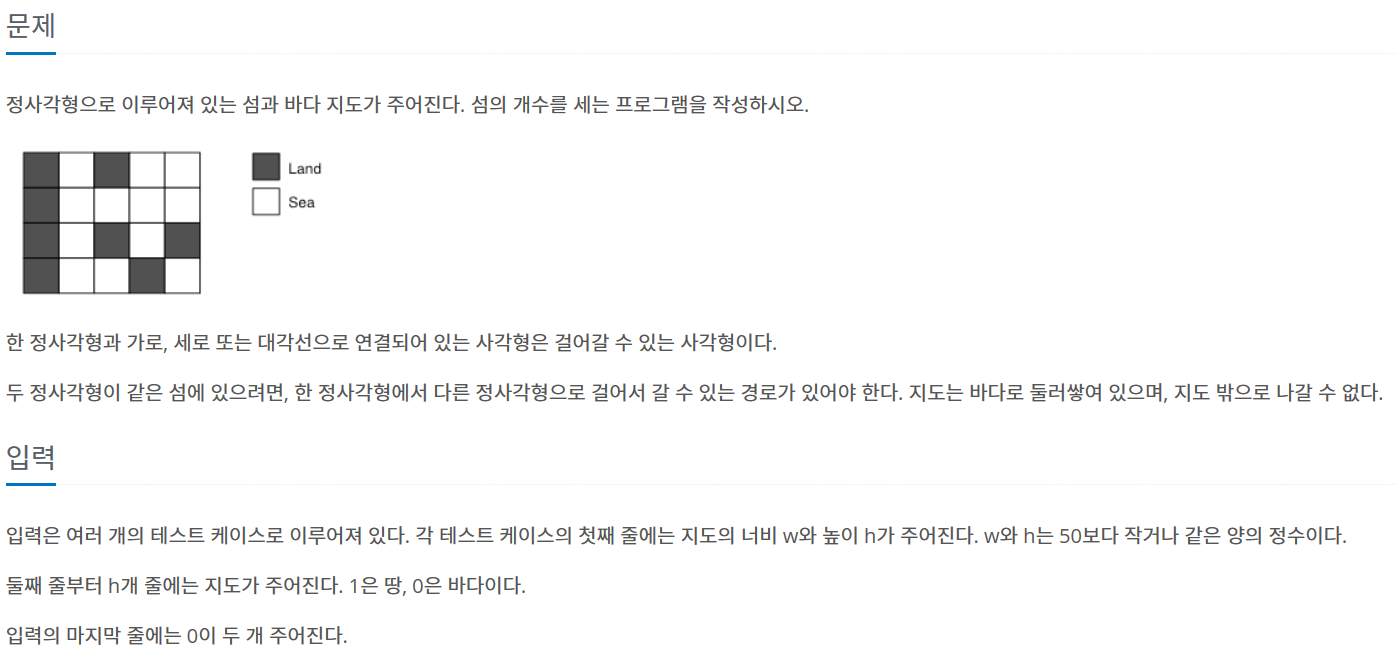 문제
정사각형으로 이루어져 있는 섬과 바다 지도가 주어진다. 섬의 개수를 세는 프로그램을 작성하시오.
Land
Sea
한 정사각형과 가로, 세로 또는 대각선으로 연결되어 있는 사각형은 걸어갈 수 있는 사각형이다.
두 정사각형이 같은 섬에 있으려면, 한 정사각형에서 다른 정사각형으로 걸어서 갈 수 있는 경로가 있어야 한다. 지도는 바다로 둘러쌓여 있으며, 지도 밖으로 나갈 수 없다.
입력
입력은 여러 개의 테스트 케이스로 이루어져 있다. 각 테스트 케이스의 첫째 줄에는 지도의 너비 w와 높이 h가 주어진다. w와 h는 50보다 작거나 같은 양의 정수이다.
둘째 줄부터 h개 줄에는 지도가 주어진다. 1은 땅, 0은 바다이다.
입력의 마지막 줄에는 0이 두 개 주어진다.